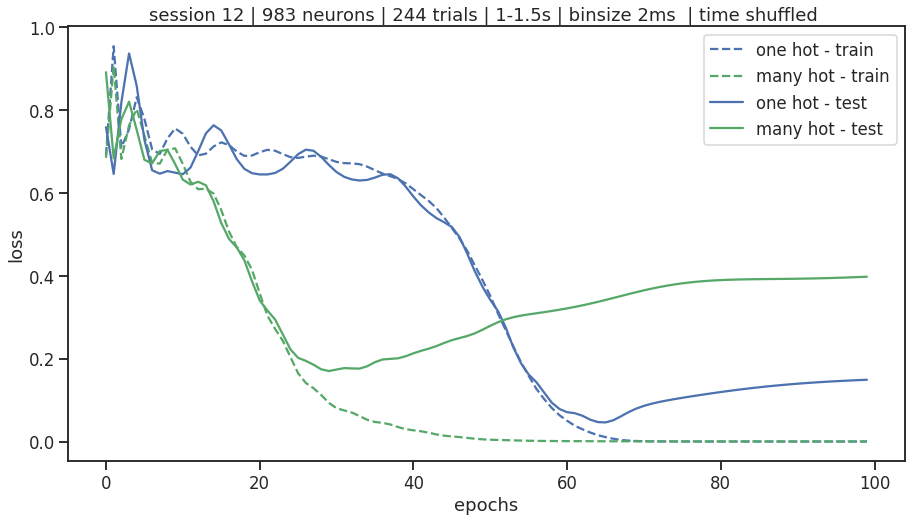 session 12 | 983 neurons | 244 trials | 1-1.5s | binsize 2ms  | time shuffled
one hot - train
many hot - train
one hot - test
many hot - test
1.0
0.8
0.6
0.4
0.2
0.0
loss
0
20
40
60
80
100
epochs